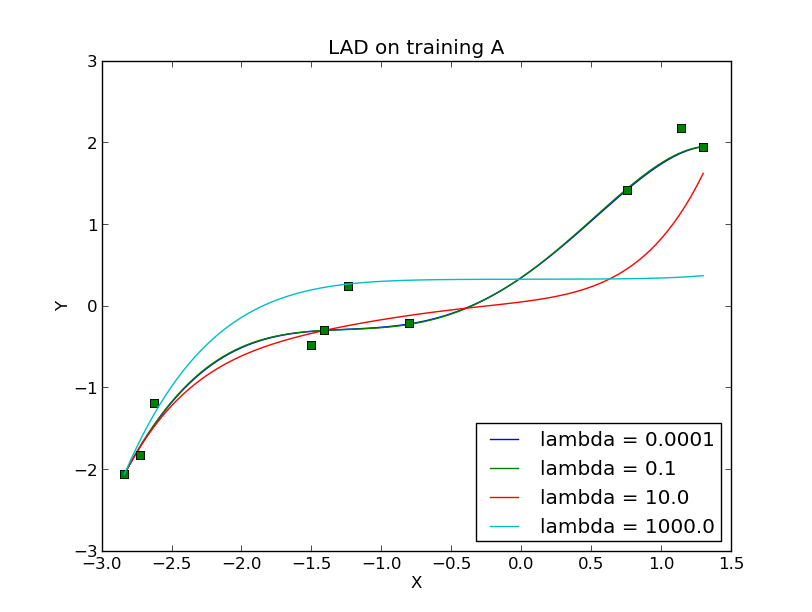 LAD on training A
3
2
1
0
−1
−2
−3
Y
−3.0 −2.5 −2.0 −1.5 −1.0 −0.5 0.0 0.5 1.0 1.5
X
lambda = 0.0001
lambda = 0.1
lambda = 10.0
lambda = 1000.0